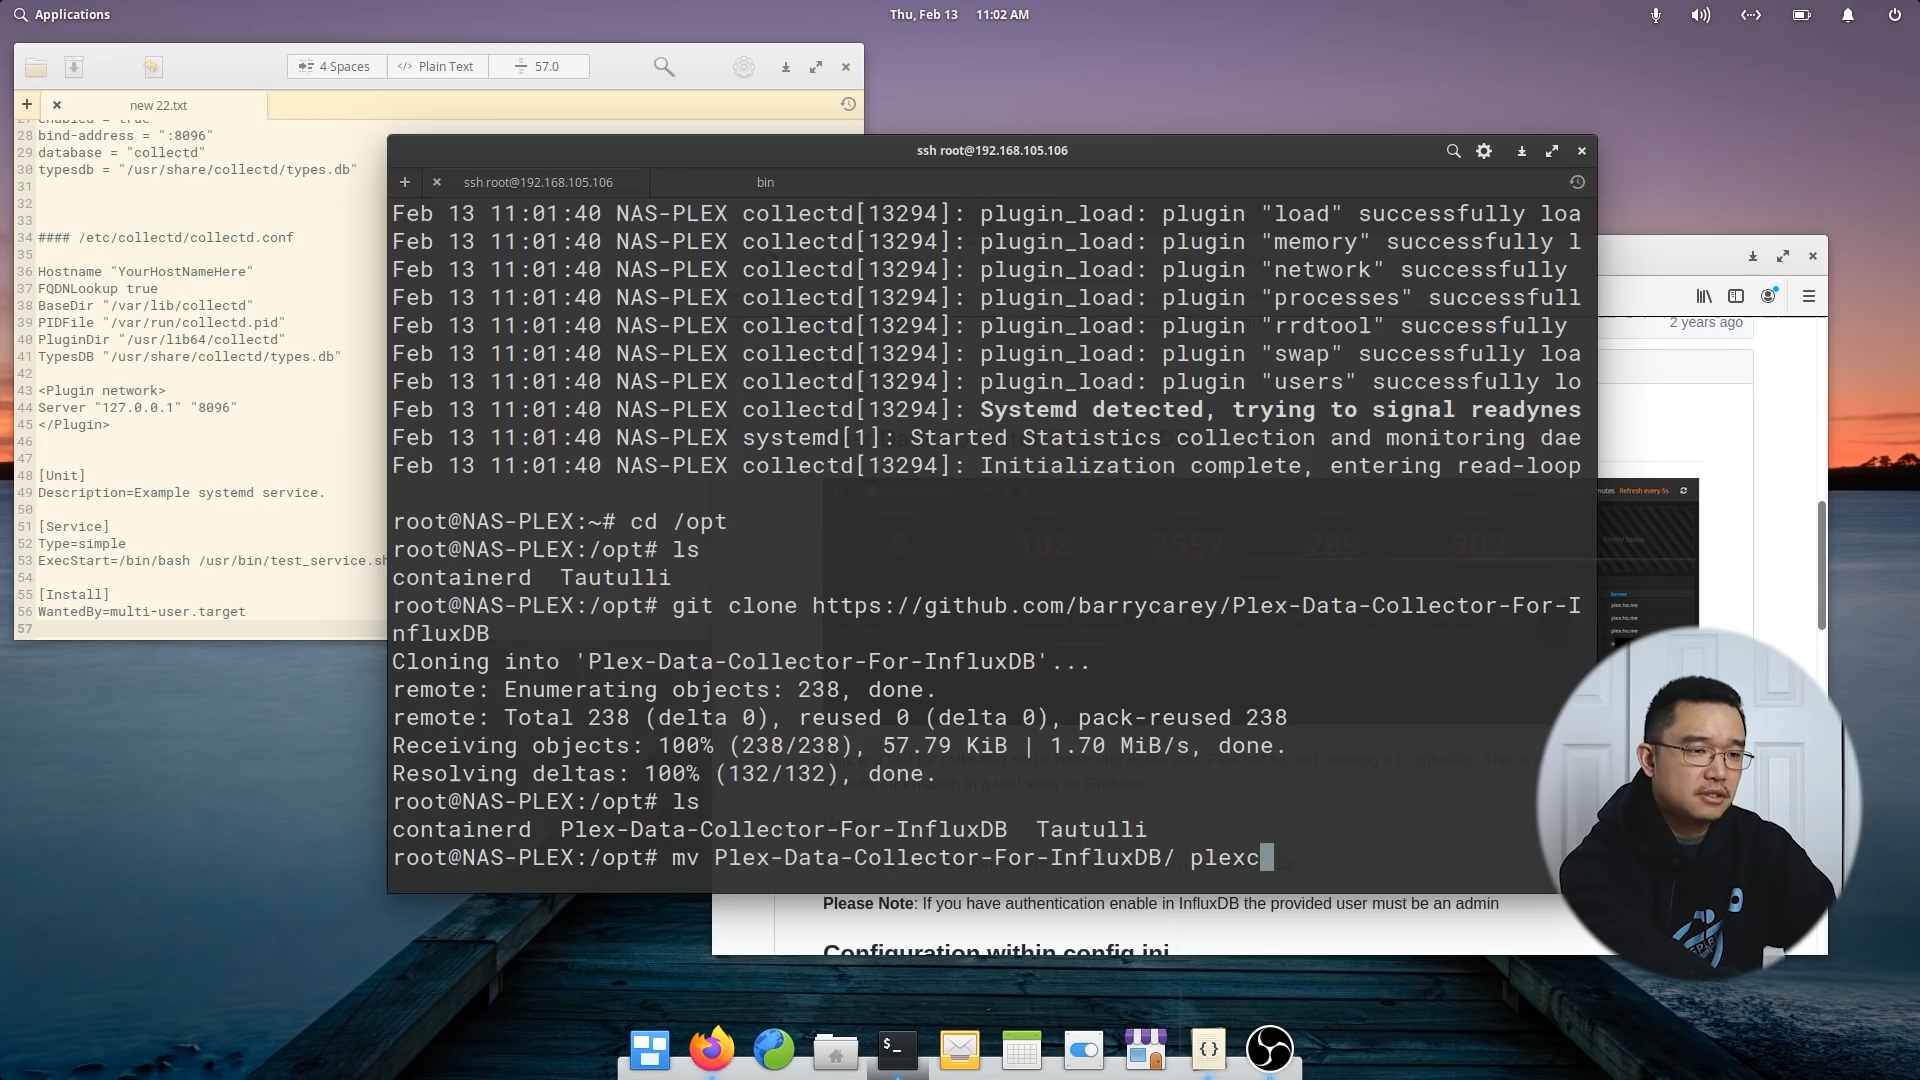 Applications
Thu, Feb 13 11:02 AM
4 Spaces
</> Plain Text
57.0
new 22.txt
28 bind-address = ":8096"
29 database = "collectd"
30 typesdb = "/usr/share/collectd/types.db"
31
32
33
34 #### /etc/collectd/collectd.conf
35
36 Hostname "YourHostNameHere"
37 FQDNLookup true
38 BaseDir "/var/lib/collectd"
39 PIDFile "/var/run/collectd.pid"
40 PluginDir "/usr/lib64/collectd"
41 TypesDB "/usr/share/collectd/types.db"
42
43 <Plugin network>
44 Server "127.0.0.1" "8096"
45 </Plugin>
46
47
48 [Unit]
49 Description=Example systemd service.
50
51 [Service]
52 Type=simple
53 ExecStart=/bin/bash /usr/bin/test_service.sh
54
55 [Install]
56 WantedBy=multi-user.target
57
ssh root@192.168.105.106
ssh root@192.168.105.106
bin
Feb 13 11:01:40 NAS-PLEX collectd[13294]: plugin_load: plugin "load" successfully loa
Feb 13 11:01:40 NAS-PLEX collectd[13294]: plugin_load: plugin "memory" successfully l
Feb 13 11:01:40 NAS-PLEX collectd[13294]: plugin_load: plugin "network" successfully
Feb 13 11:01:40 NAS-PLEX collectd[13294]: plugin_load: plugin "processes" successfull
Feb 13 11:01:40 NAS-PLEX collectd[13294]: plugin_load: plugin "rrdtool" successfully
Feb 13 11:01:40 NAS-PLEX collectd[13294]: plugin_load: plugin "swap" successfully loa
Feb 13 11:01:40 NAS-PLEX collectd[13294]: plugin_load: plugin "users" successfully lo
Feb 13 11:01:40 NAS-PLEX collectd[13294]: Systemd detected, trying to signal readynes
Feb 13 11:01:40 NAS-PLEX systemd[1]: Started Statistics collection and monitoring dae
Feb 13 11:01:40 NAS-PLEX collectd[13294]: Initialization complete, entering read-loop
root@NAS-PLEX:~# cd /opt
root@NAS-PLEX:/opt# ls
containerd Tautulli
root@NAS-PLEX:/opt# git clone https://github.com/barrycarey/Plex-Data-Collector-For-I
nfluxDB
Cloning into 'Plex-Data-Collector-For-InfluxDB'...
remote: Enumerating objects: 238, done.
remote: Total 238 (delta 0), reused 0 (delta 0), pack-reused 238
Receiving objects: 100% (238/238), 57.79 KiB | 1.70 MiB/s, done.
Resolving deltas: 100% (132/132), done.
root@NAS-PLEX:/opt# ls
containerd Plex-Data-Collector-For-InfluxDB Tautulli
root@NAS-PLEX:/opt# mv Plex-Data-Collector-For-InfluxDB/ plexc
2 years ago
Refresh every 5s
Server
plex.ho.me
plex.ho.me
plex.ho.me
Please Note: If you have authentication enable in InfluxDB the provided user must be an admin
Configuration within config.ini